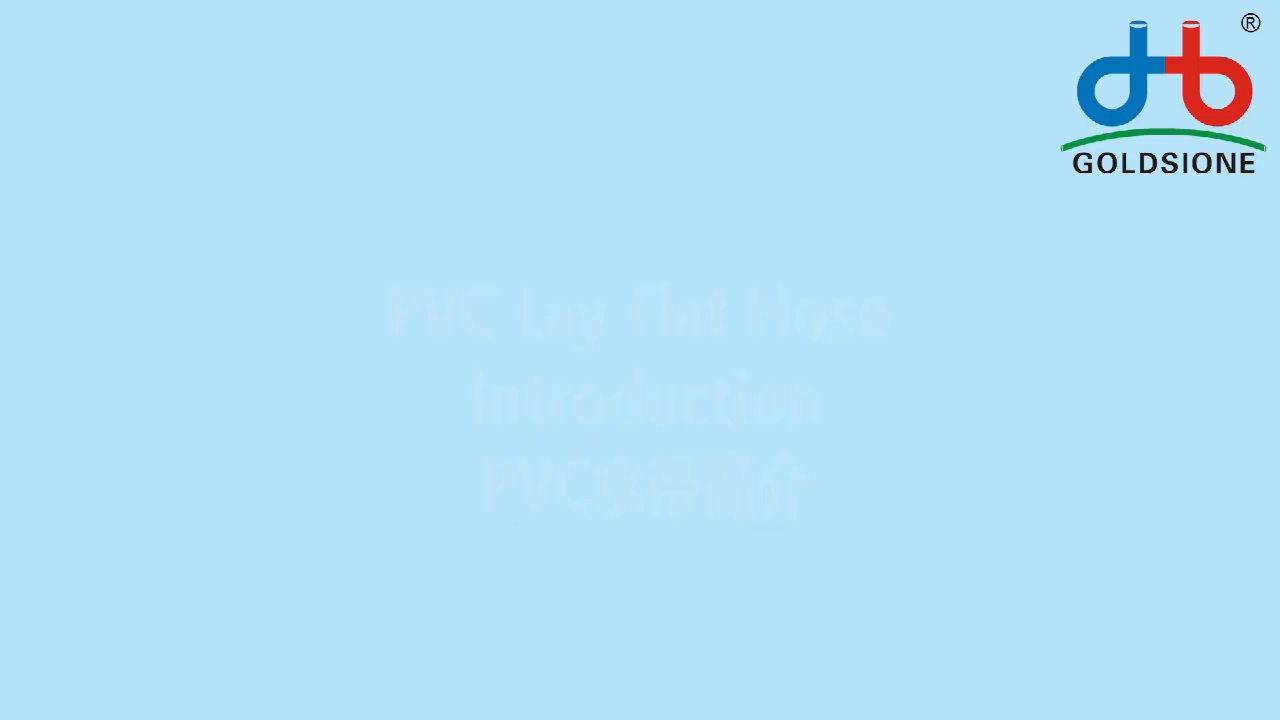 ®
GOLDSIONE
PVC Lay Flat Hose
Introduction
PVC水带简介